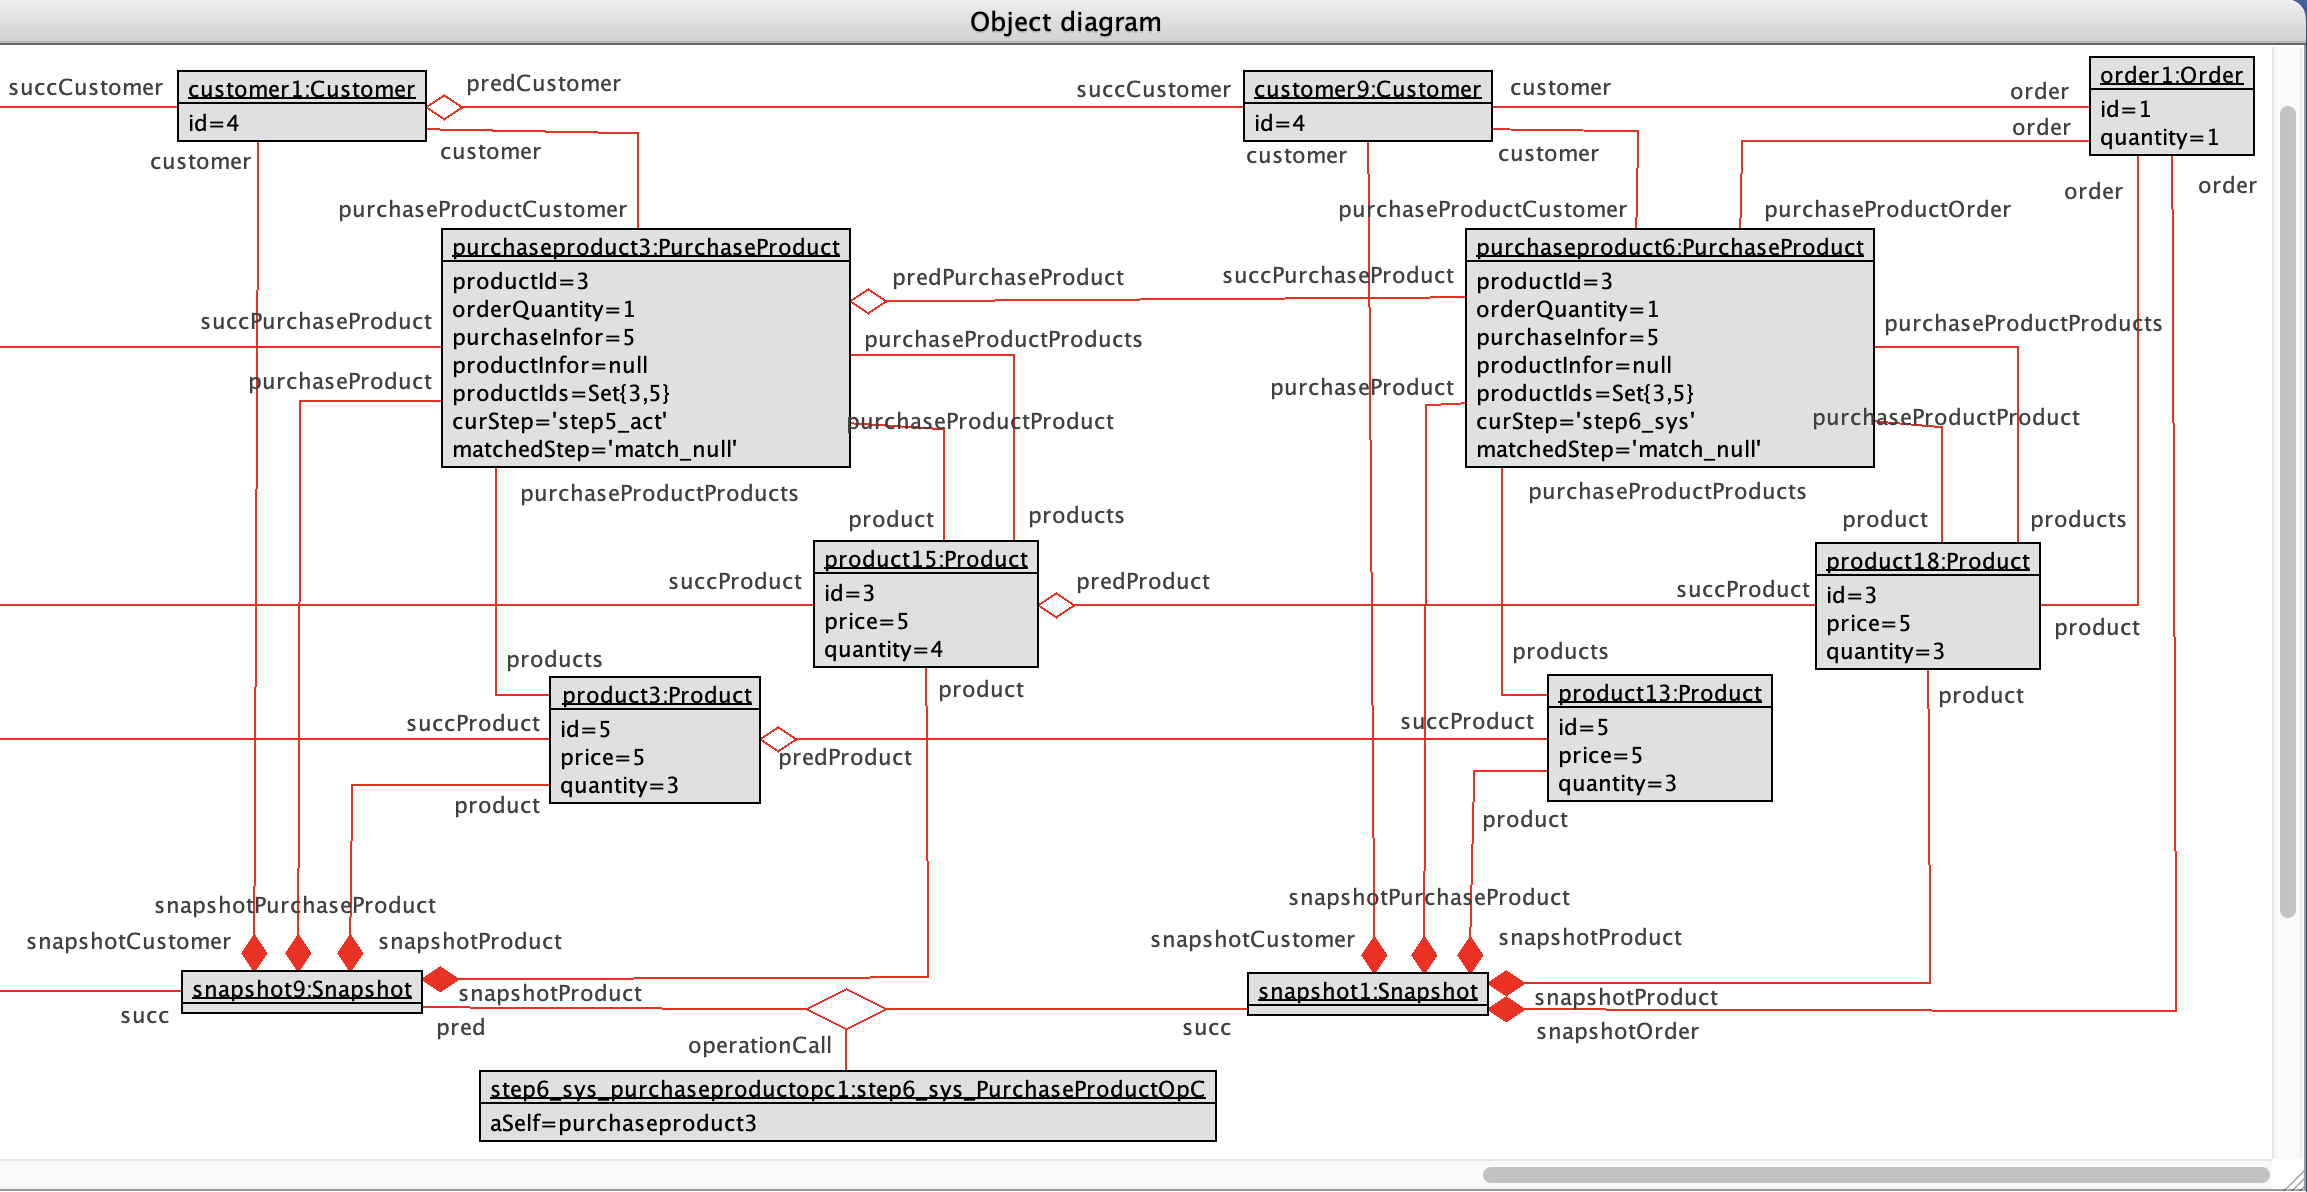 Object diagram
succCustomer
customer1:Customer
id=4
predCustomer
customer
customer
succCustomer
customer9:Customer
id=4
customer
customer
customer
order
order
order1:Order
id=1
quantity=1
order
order
purchaseProductCustomer
purchaseproduct3:PurchaseProduct
productId=3
orderQuantity=1
purchaseInfor=5
productInfor=null
productIds=Set{3,5}
curStep='step5_act'
matchedStep='match_null'
succPurchaseProduct
purchaseProduct
predPurchaseProduct
purchaseProductProducts
purchaseProductProduct
purchaseProductProducts
succPurchaseProduct
purchaseProduct
purchaseProductCustomer
purchaseProductOrder
purchaseproduct6:PurchaseProduct
productId=3
orderQuantity=1
purchaseInfor=5
productInfor=null
productIds=Set{3,5}
curStep='step6_sys'
matchedStep='match_null'
purchaseProductProducts
purchaseProductProduct
purchaseProductProducts
product
products
succProduct
product15:Product
id=3
price=5
quantity=4
predProduct
product
product
products
succProduct
product18:Product
id=3
price=5
quantity=3
product
product
products
succProduct
product3:Product
id=5
price=5
quantity=3
predProduct
product
products
succProduct
product13:Product
id=5
price=5
quantity=3
product
snapshotPurchaseProduct
snapshotCustomer
snapshotProduct
snapshot9:Snapshot
snapshotProduct
succ
pred
snapshotPurchaseProduct
snapshotCustomer
snapshotProduct
snapshot1:Snapshot
snapshotProduct
succ
snapshotOrder
operationCall
step6_sys_purchaseproductopc1:step6_sys_PurchaseProductOpC
aSelf=purchaseproduct3